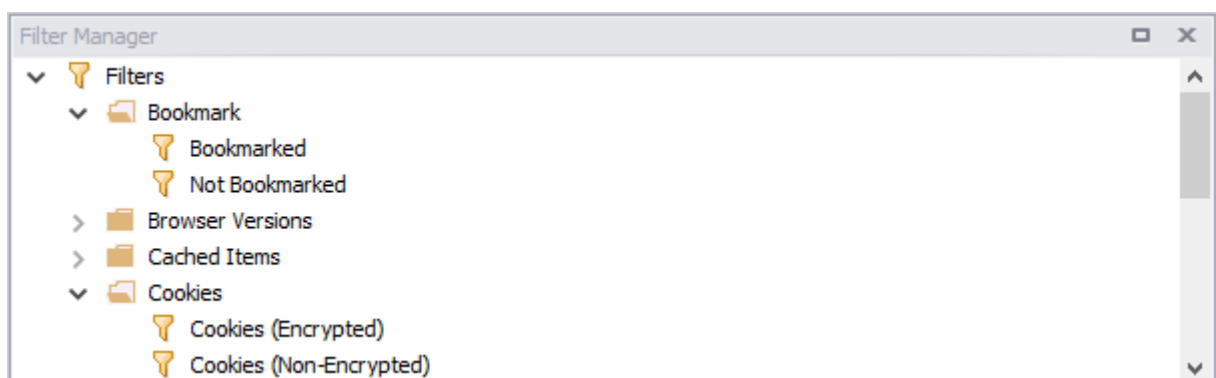 Filter Manager
Filters
Bookmark
Bookmarked
Not Bookmarked
Browser Versions
Cached Items
Cookies
Cookies (Encrypted)
Cookies (Non-Encrypted)